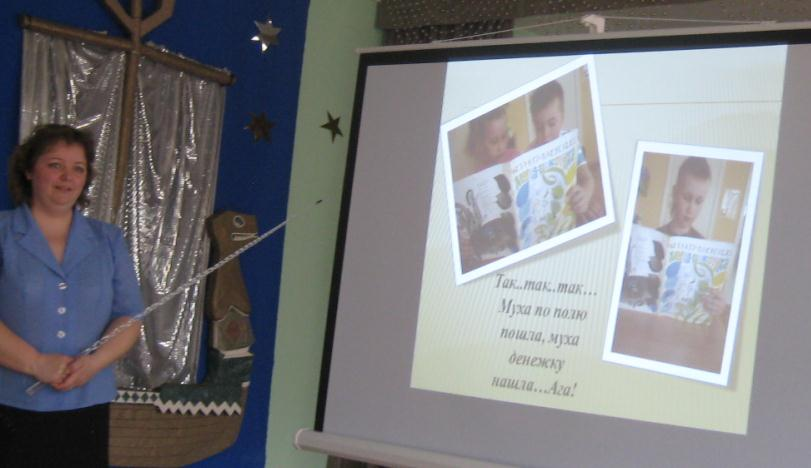 Так..так..так...
Муха по полю
пошла, муха
денежку
нашла...Ага!